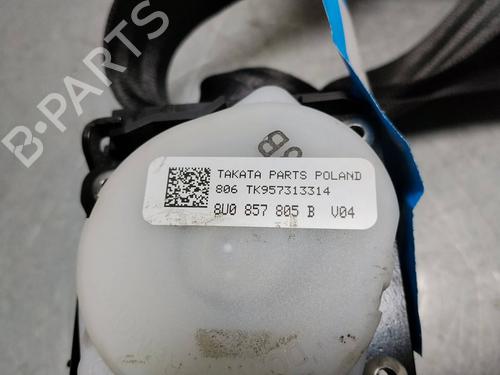 B-PARTS
TAKATA PARTS POLAND
806 TK957313314
8U0 857 805 B V04